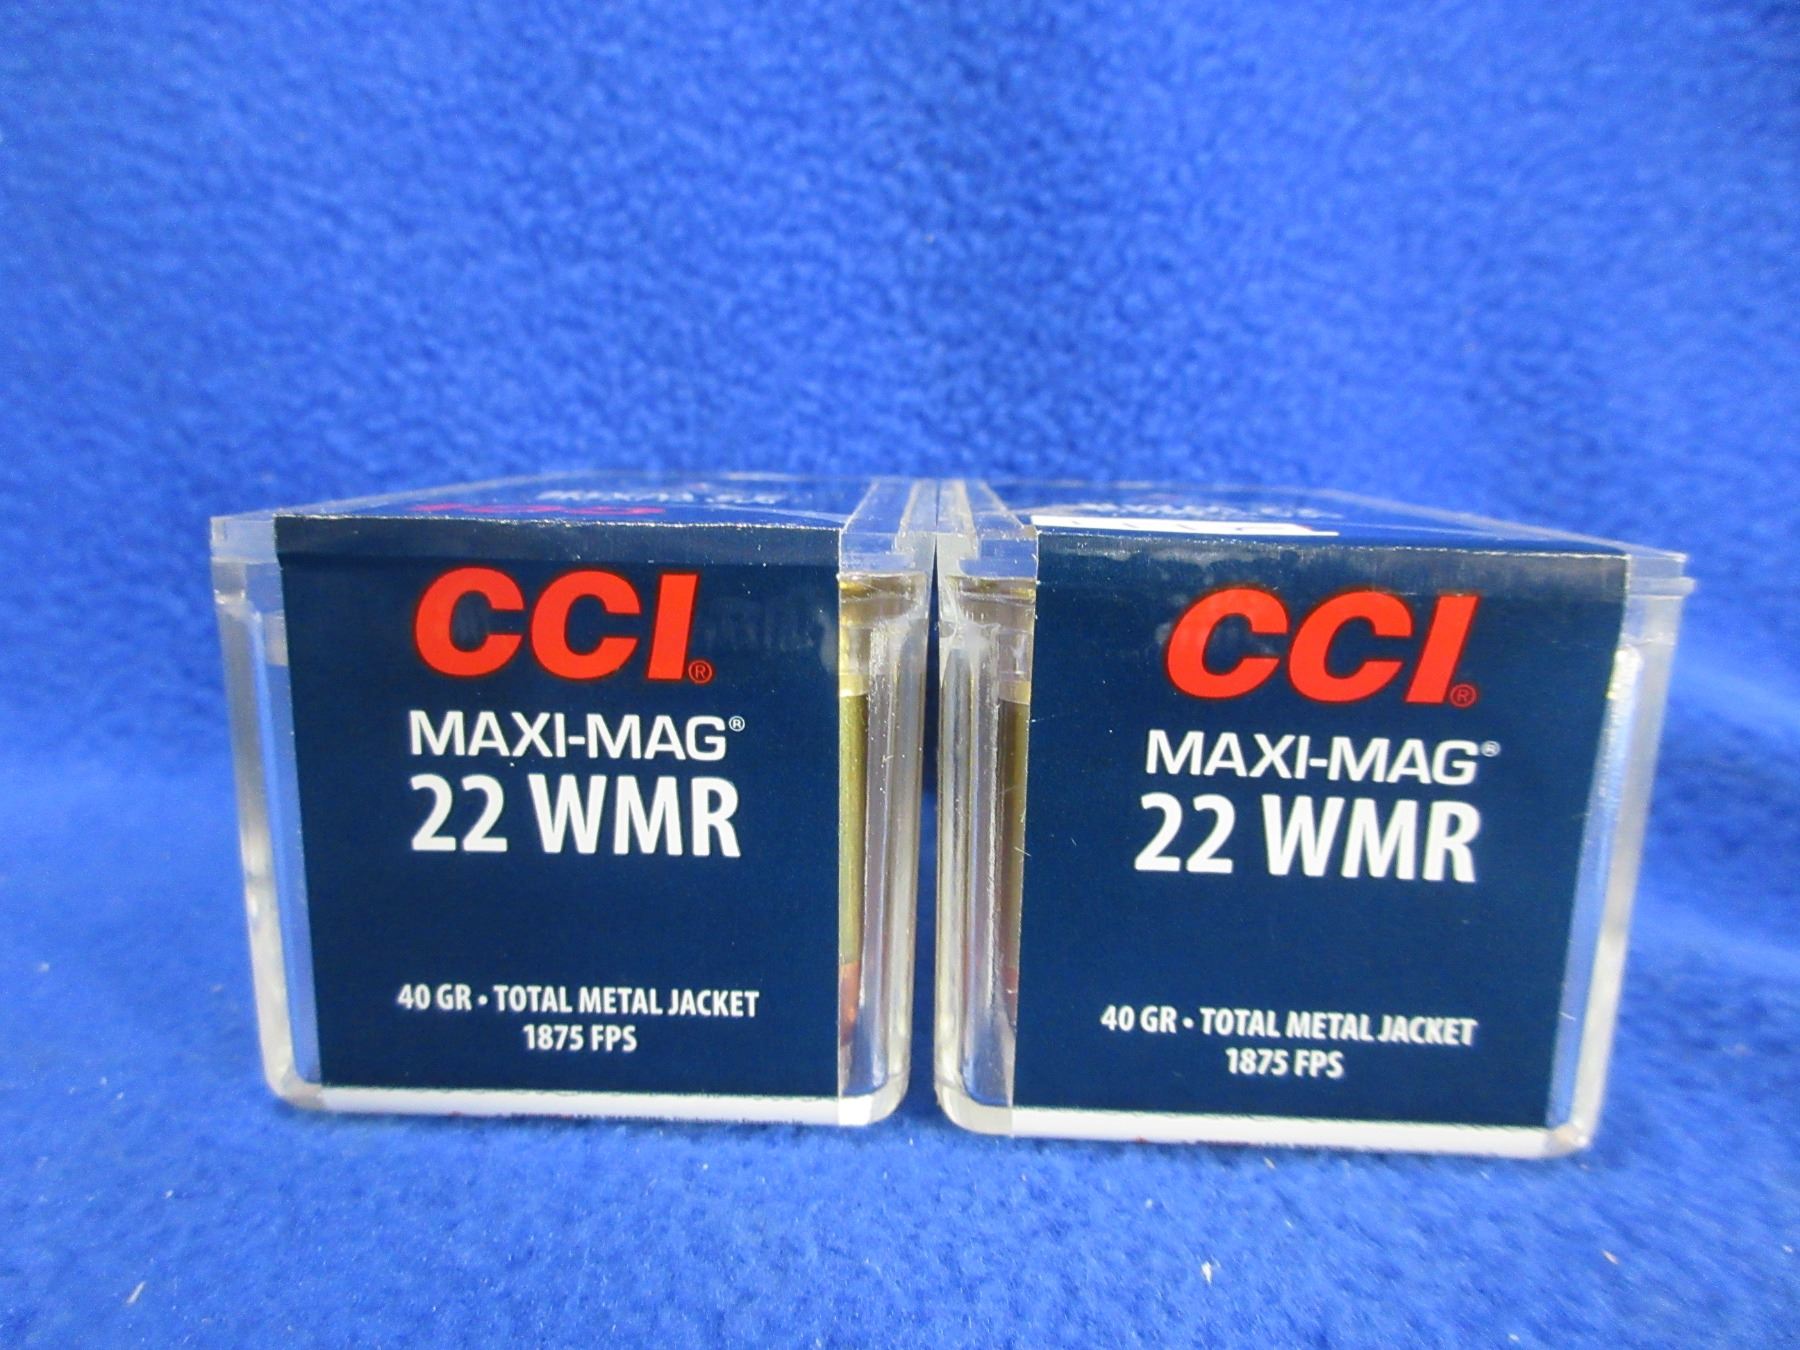 CCI®
MAXI-MAG®
22 WMR
40 GR • TOTAL METAL JACKET
1875 FPS
CCI®
MAXI-MAG®
22 WMR
40 GR • TOTAL METAL JACKET
1875 FPS